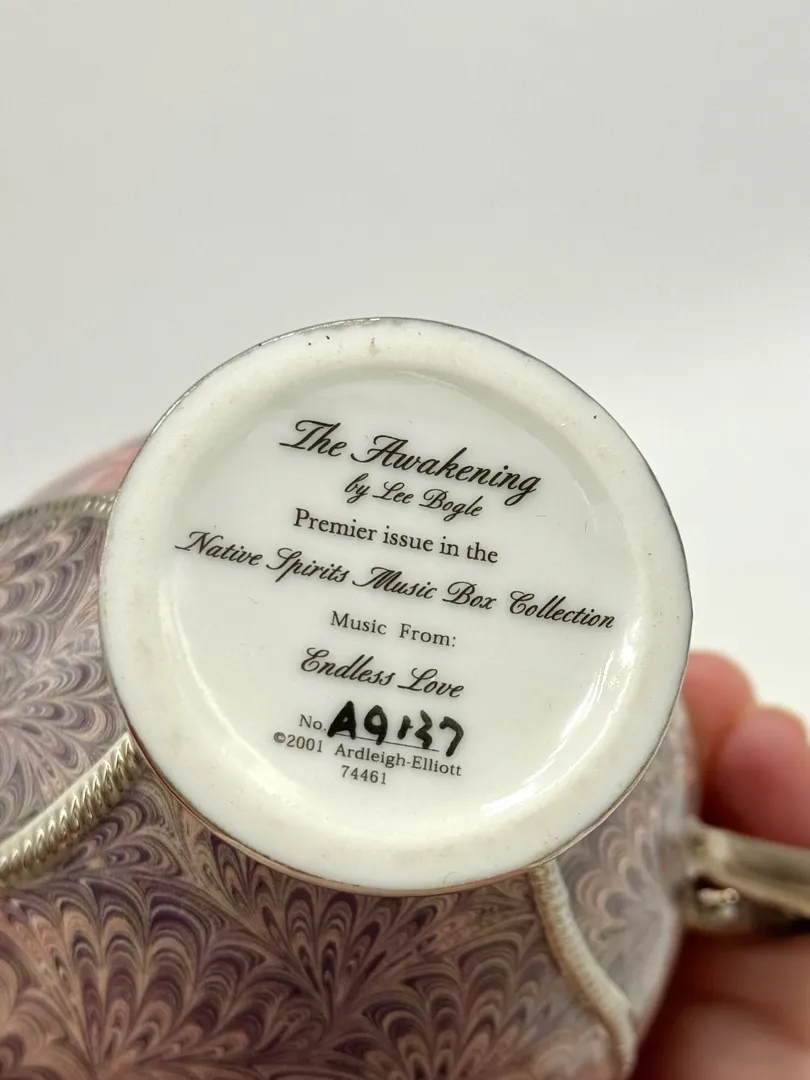 The Awakening
by Lee Bogle
Premier issue in the
Native Spirits Music Box Collection
Music From:
Endless Love
No. A9137
©2001 Ardleigh-Elliott
74461